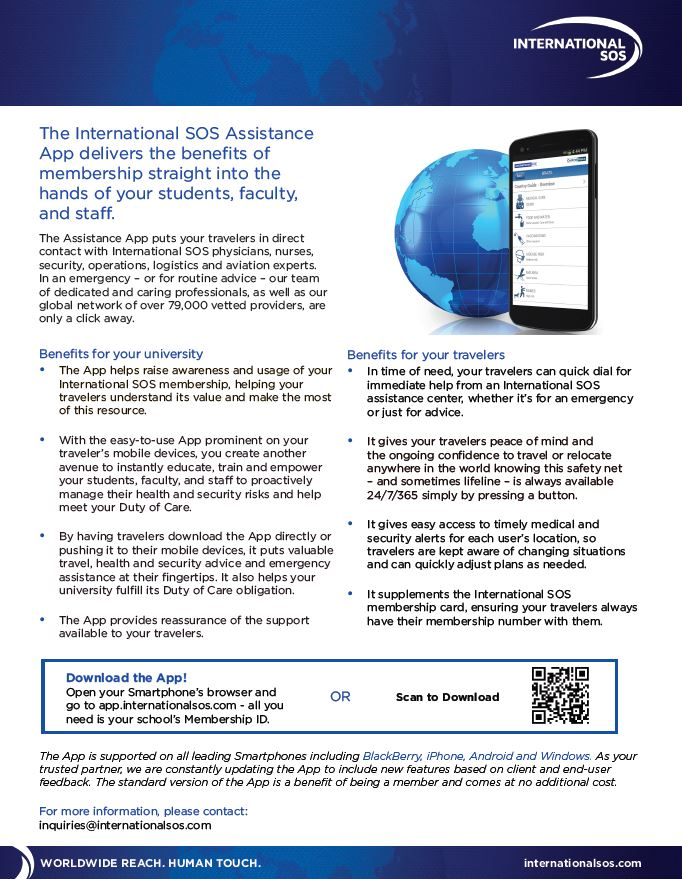 INTERNATIONAL
SOS
The International SOS Assistance
App delivers the benefits of
membership straight into the
hands of your students, faculty,
and staff.
The Assistance App puts your travelers in direct
contact with International SOS physicians, nurses,
security, operations, logistics and aviation experts.
In an emergency – or for routine advice – our team
of dedicated and caring professionals, as well as our
global network of over 79,000 vetted providers, are
only a click away.
BRAZIL
Country Guide - Overview
MEDICAL CARE
FOOD AND WATER
VACCINATIONS
MALARIA
RABIES
Benefits for your university
• The App helps raise awareness and usage of your
International SOS membership, helping your
travelers understand its value and make the most
of this resource.
• With the easy-to-use App prominent on your
traveler's mobile devices, you create another
avenue to instantly educate, train and empower
your students, faculty, and staff to proactively
manage their health and security risks and help
meet your Duty of Care.
• By having travelers download the App directly or
pushing it to their mobile devices, it puts valuable
travel, health and security advice and emergency
assistance at their fingertips. It also helps your
university fulfill its Duty of Care obligation.
• The App provides reassurance of the support
available to your travelers.
Benefits for your travelers
• In time of need, your travelers can quick dial for
immediate help from an International SOS
assistance center, whether it's for an emergency
or just for advice.
• It gives your travelers peace of mind and
the ongoing confidence to travel or relocate
anywhere in the world knowing this safety net
– and sometimes lifeline – is always available
24/7/365 simply by pressing a button.
• It gives easy access to timely medical and
security alerts for each user's location, so
travelers are kept aware of changing situations
and can quickly adjust plans as needed.
• It supplements the International SOS
membership card, ensuring your travelers always
have their membership number with them.
Download the App!
Open your Smartphone's browser and
go to app.internationalsos.com - all you
need is your school's Membership ID.
OR
Scan to Download
The App is supported on all leading Smartphones including BlackBerry, iPhone, Android and Windows. As your
trusted partner, we are constantly updating the App to include new features based on client and end-user
feedback. The standard version of the App is a benefit of being a member and comes at no additional cost.
For more information, please contact:
inquiries@internationalsos.com
WORLDWIDE REACH. HUMAN TOUCH.
internationalsos.com